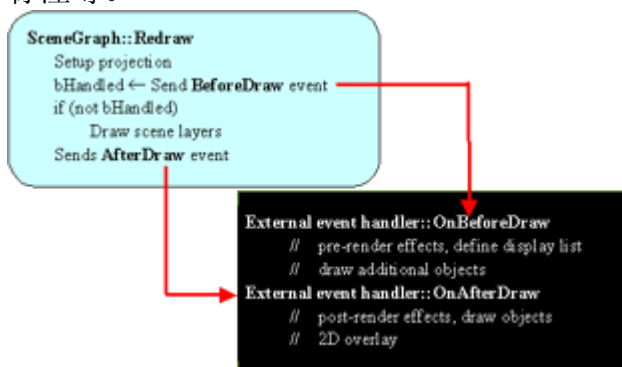 SceneGraph::Redraw
Setup projection
bHandled ← Send BeforeDraw event
if (not bHandled)
Draw scene layers
Sends AfterDraw event
External event handler::OnBeforeDraw
// pre-render effects, define display list
// draw additional objects
External event handler::OnAfterDraw
// post-render effects, draw objects
// 2D overlay